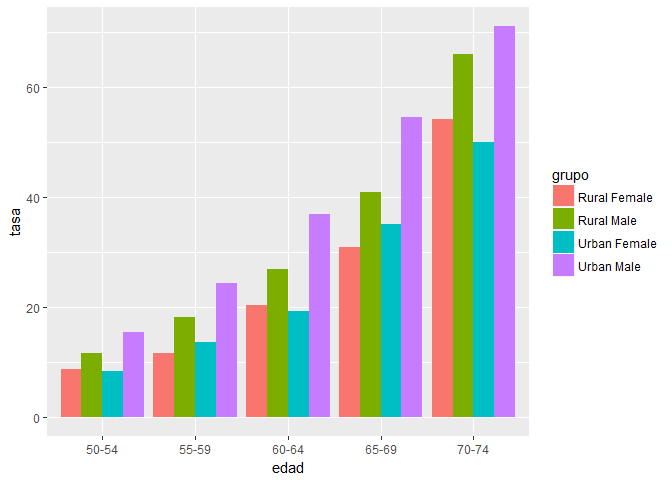 tasa
60
40
20
0
50-54 55-59 60-64 65-69 70-74
edad
grupo
Rural Female
Rural Male
Urban Female
Urban Male